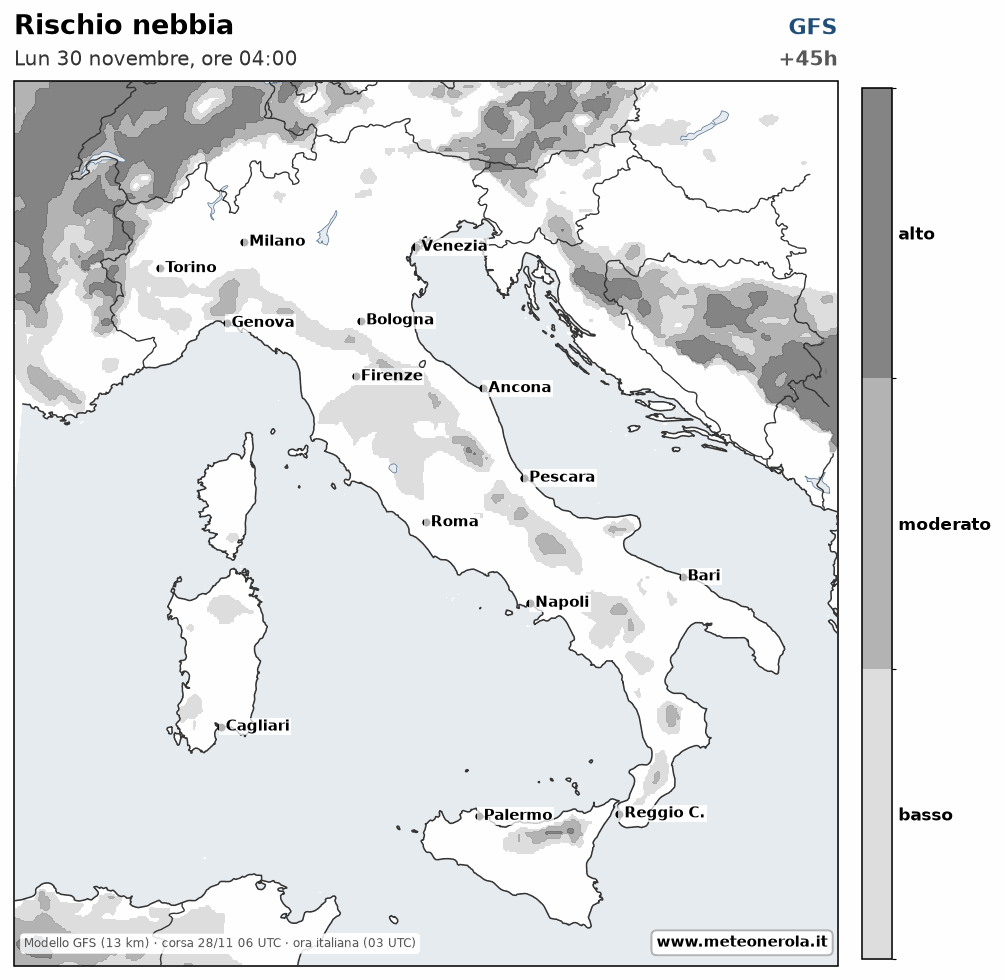 Rischio nebbia
GFS
Lun 30 novembre, ore 04:00
+45h
Milano
Venezia
Torino
Genova
Bologna
Firenze
Ancona
Pescara
Roma
Bari
Napoli
Cagliari
Palermo
Reggio C.
alto
moderato
basso
Modello GFS (13 km) · corsa 28/11 06 UTC · ora italiana (03 UTC)
www.meteonerola.it